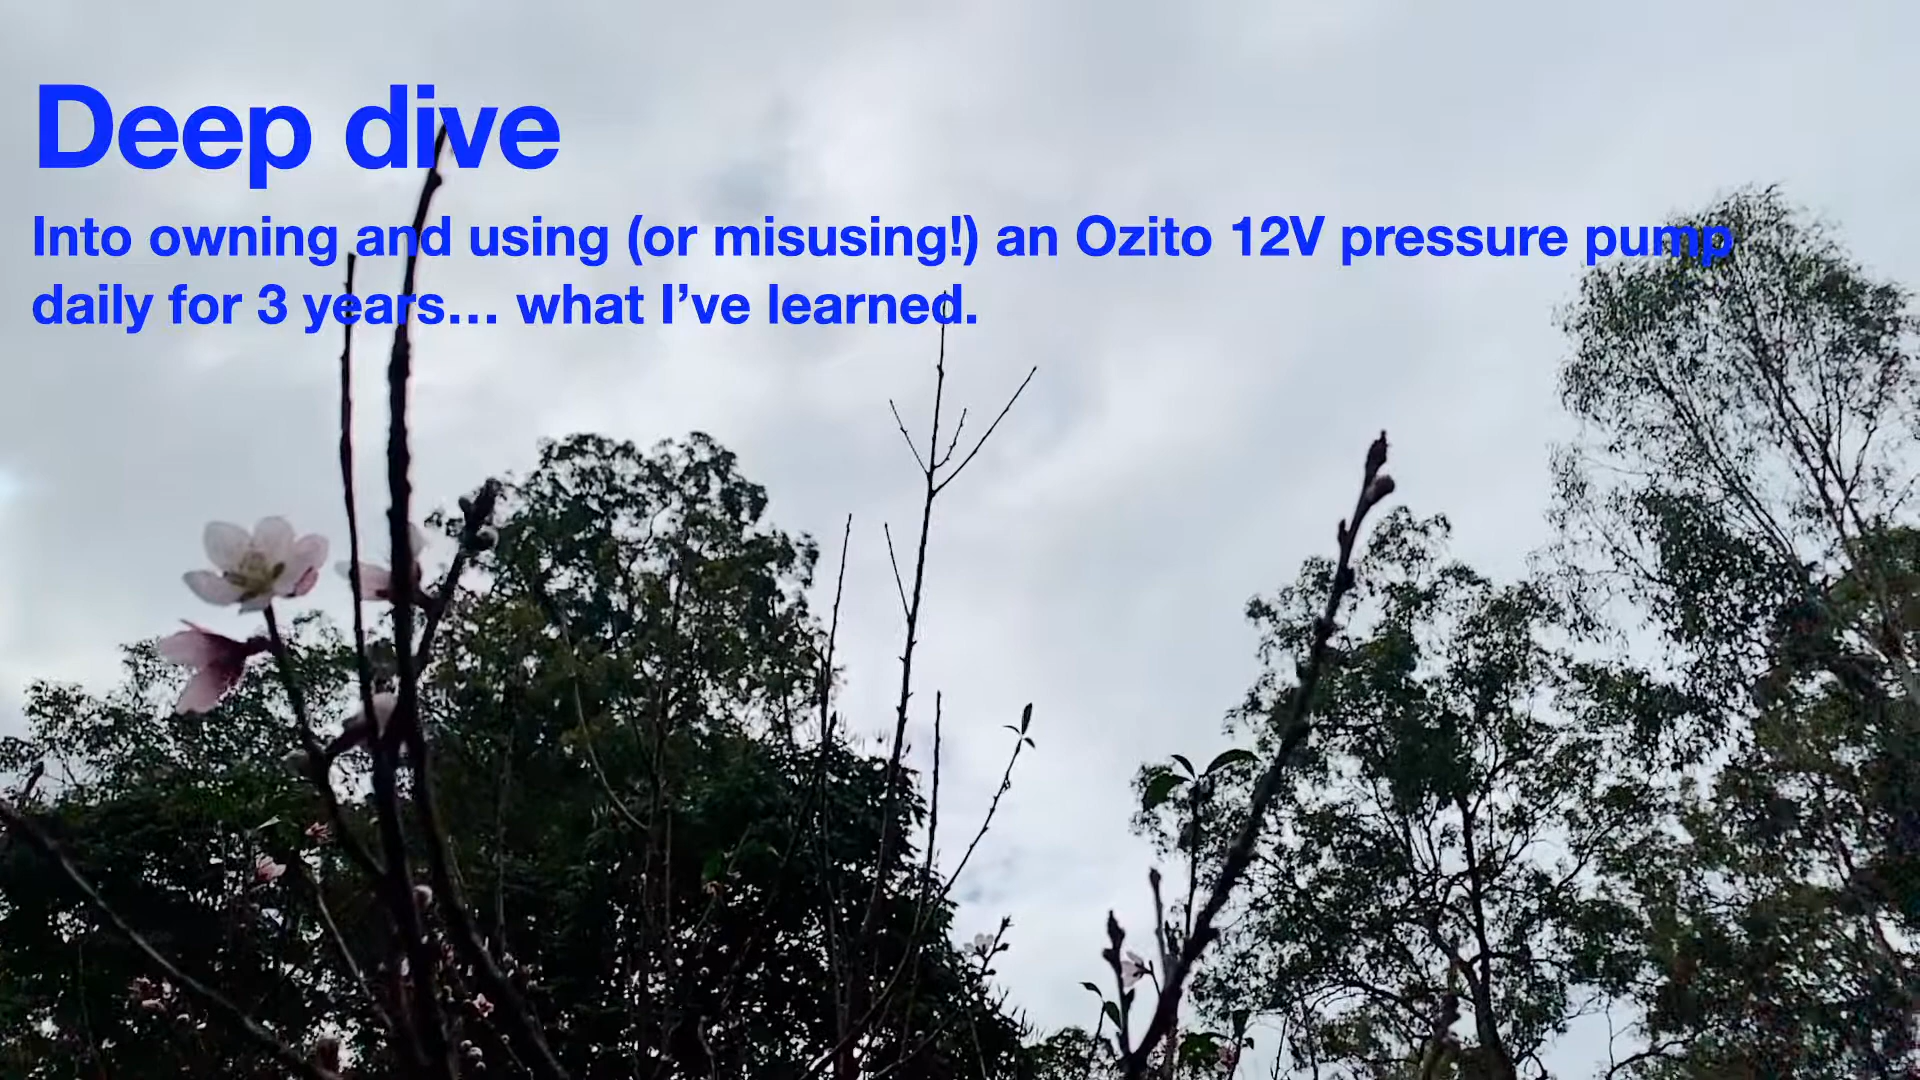 Deep dive
Into owning and using (or misusing!) an Ozito 12V pressure pump
daily for 3 years… what I’ve learned.